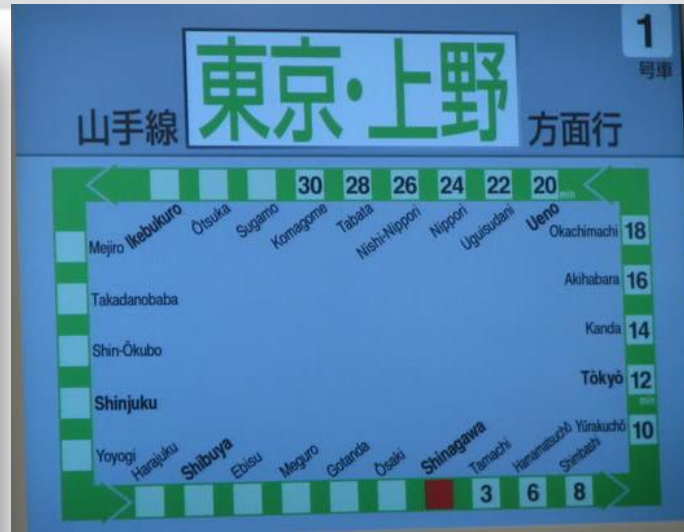 1
号車
山手線 東京・上野 方面行
30 28 26 24 22 20 min
Ikebukuro Ōtsuka Sugamo Komagome Tabata Nishi-Nippori Nippori Uguisudani Ueno
Okachimachi 18
Mejiro
Akihabara 16
Takadanobaba
Kanda 14
Shin-Ōkubo
Tōkyō 12
min
Shinjuku
Yūrakuchō 10
Yoyogi
Harajuku Shibuya Ebisu Meguro Gotanda Ōsaki Shinagawa Tamachi Hamamatsuchō Shimbashi
3 6 8